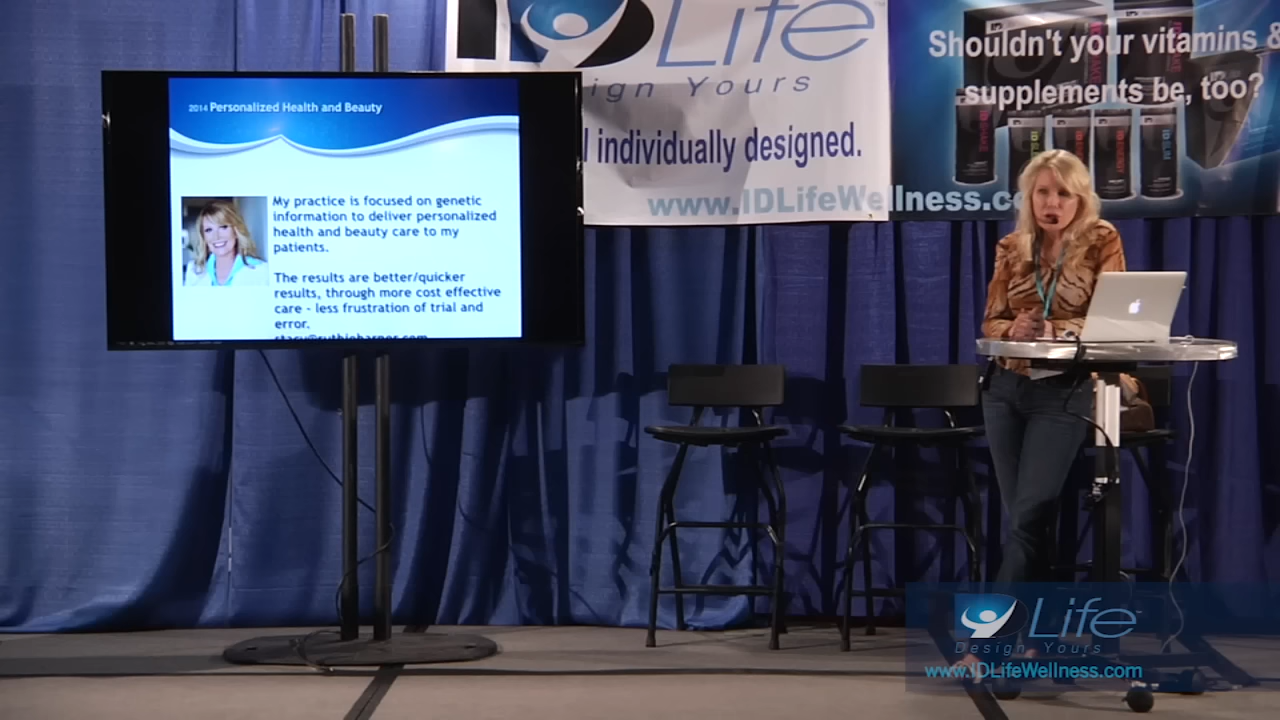 2014 Personalized Health and Beauty
My practice is focused on genetic
information to deliver personalized
health and beauty care to my
patients.
The results are better/quicker
results, through more cost effective
care - less frustration of trial and
error.
Life
Design Yours
individually designed.
www.IDLifeWellness.co
Shouldn't your vitamins &
supplements be, too?
Life
Design Yours
www.IDLifeWellness.com